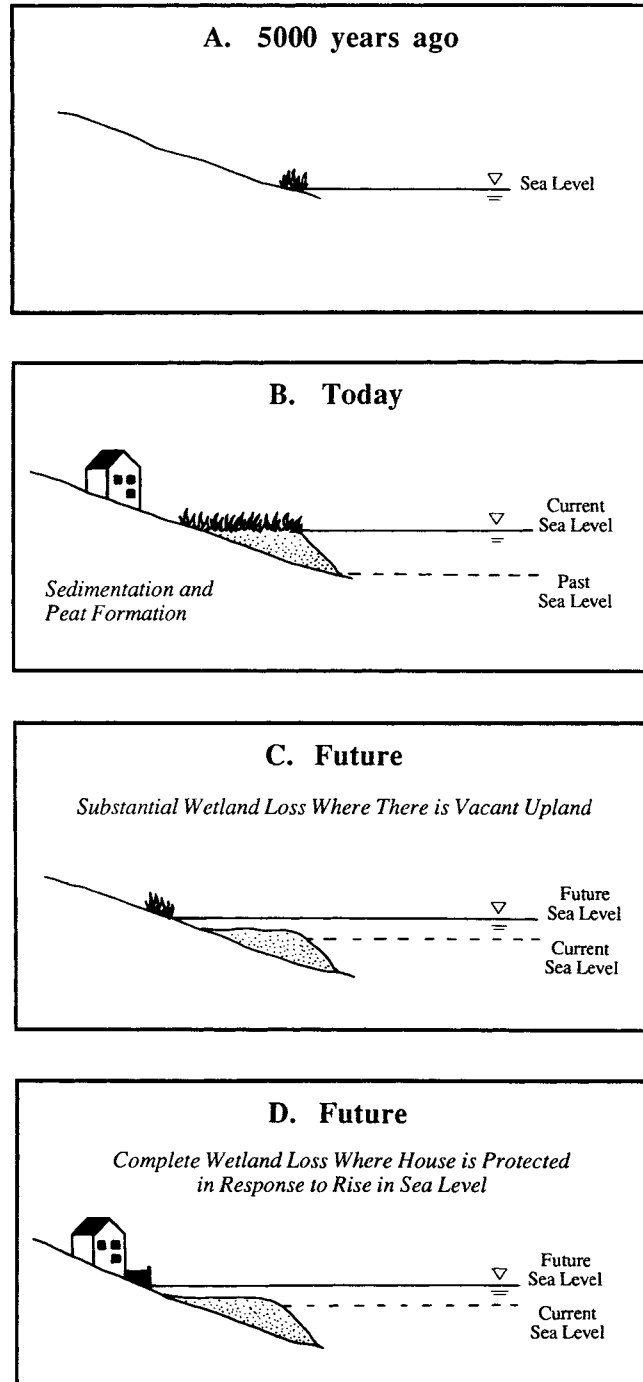 A. 5000 years ago
Sea Level
B. Today
Current
Sea Level
Past
Sea Level
Sedimentation and
Peat Formation
C. Future
Substantial Wetland Loss Where There is Vacant Upland
Future
Sea Level
Current
Sea Level
D. Future
Complete Wetland Loss Where House is Protected
in Response to Rise in Sea Level
Future
Sea Level
Current
Sea Level